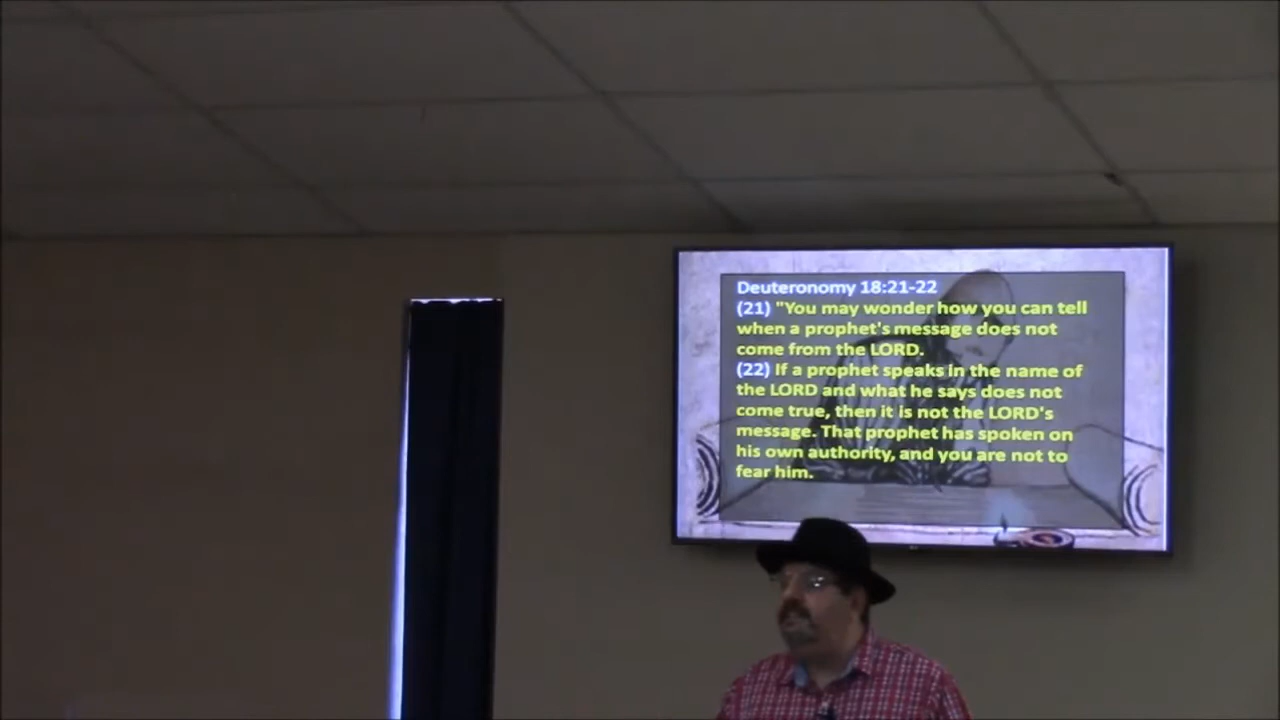 Deuteronomy 18:21-22
(21) "You may wonder how you can tell
when a prophet's message does not
come from the LORD.
(22) If a prophet speaks in the name of
the LORD and what he says does not
come true, then it is not the LORD's
message. That prophet has spoken on
his own authority, and you are not to
fear him.